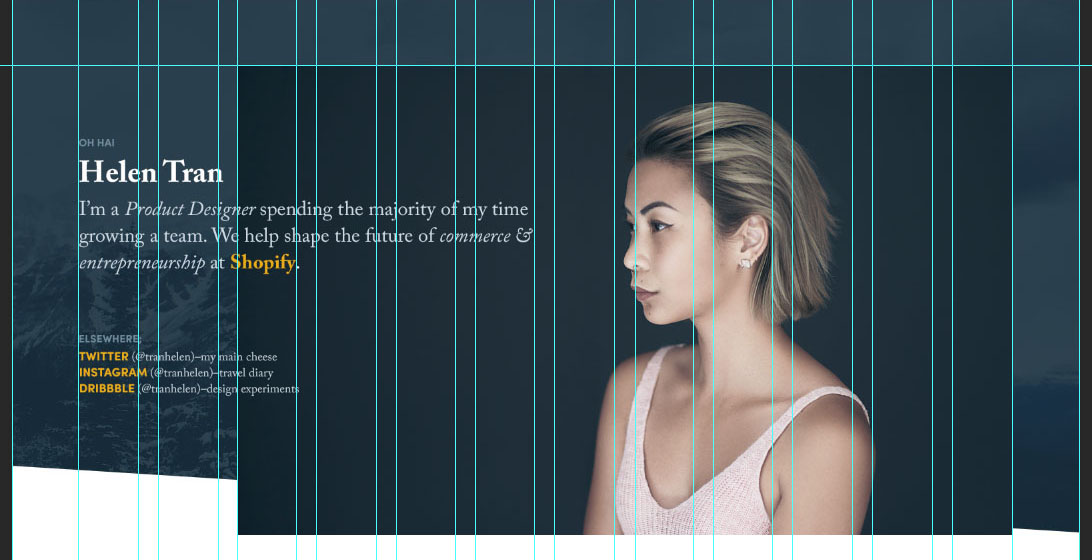 OH HAI
Helen Tran
I'm a Product Designer spending the majority of my time
growing a team. We help shape the future of commerce &
entrepreneurship at Shopify.
ELSEWHERE:
TWITTER (@tranhelen)–my main cheese
INSTAGRAM (@tranhelen)–travel diary
DRIBBBLE (@tranhelen)–design experiments